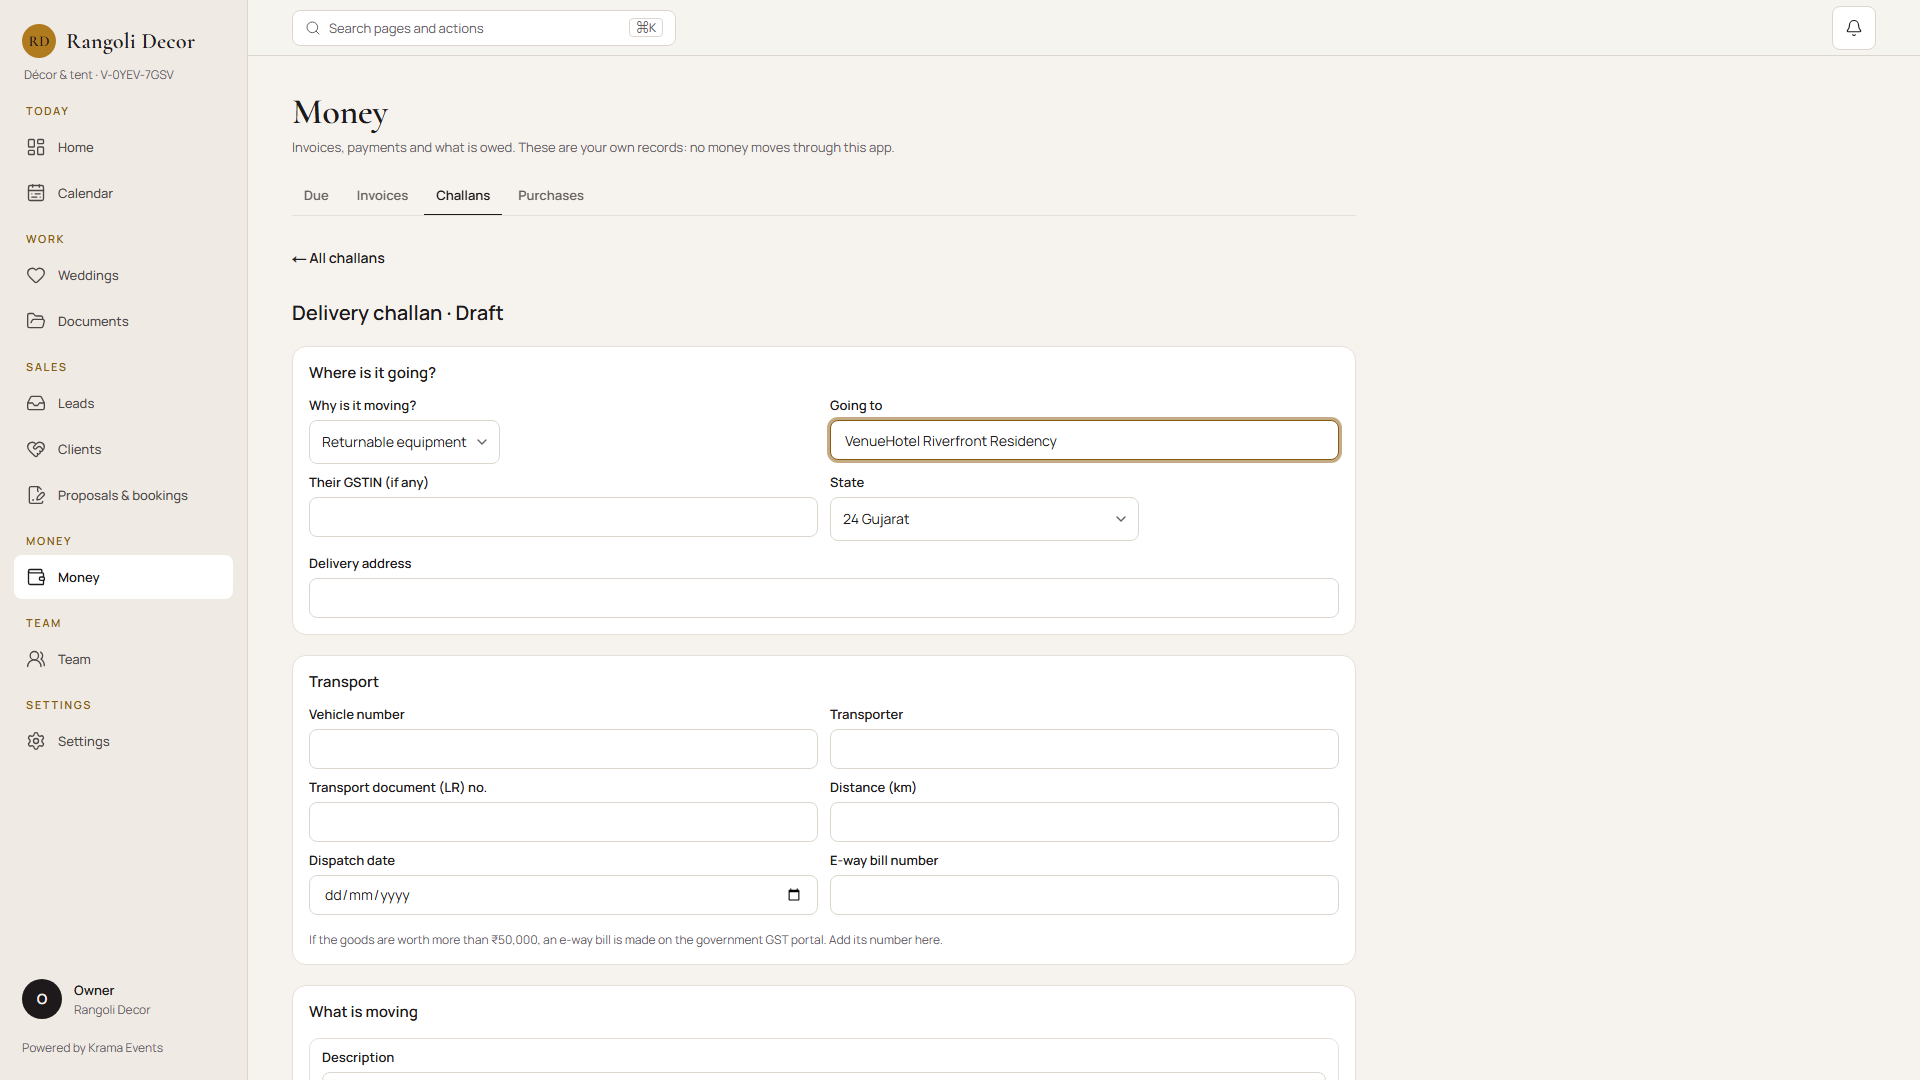 RD Rangoli Decor
Décor & tent · V-0YEV-7GSV
TODAY
Home
Calendar
WORK
Weddings
Documents
SALES
Leads
Clients
Proposals & bookings
MONEY
Money
TEAM
Team
SETTINGS
Settings
O
Owner
Rangoli Decor
Powered by Krama Events
Search pages and actions ⌘K
Money
Invoices, payments and what is owed. These are your own records: no money moves through this app.
Due Invoices Challans Purchases
← All challans
Delivery challan · Draft
Where is it going?
Why is it moving? Going to
Returnable equipment VenueHotel Riverfront Residency
Their GSTIN (if any) State
24 Gujarat
Delivery address
Transport
Vehicle number Transporter
Transport document (LR) no. Distance (km)
Dispatch date E-way bill number
dd/mm/yyyy
If the goods are worth more than ₹50,000, an e-way bill is made on the government GST portal. Add its number here.
What is moving
Description